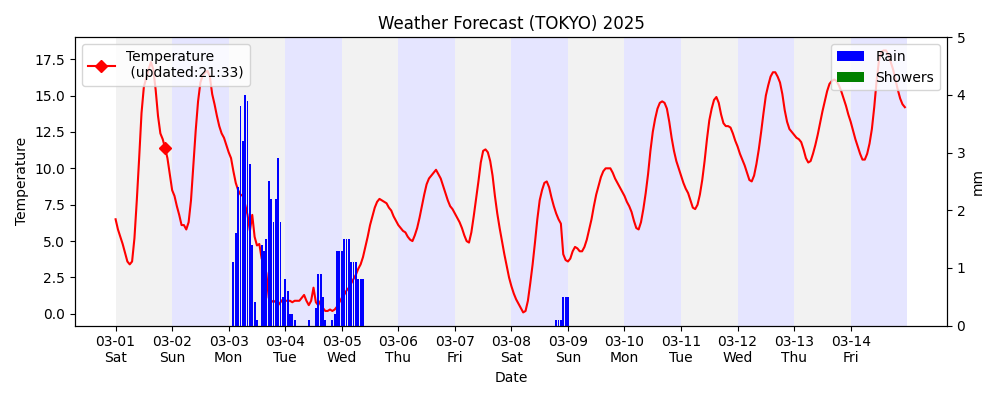 Weather Forecast (TOKYO) 2025
Temperature
(updated:21:33)
Rain
Showers
Temperature
17.5
15.0
12.5
10.0
7.5
5.0
2.5
0.0
5
4
3
2
1
0
mm
03-01 03-02 03-03 03-04 03-05 03-06 03-07 03-08 03-09 03-10 03-11 03-12 03-13 03-14
Sat Sun Mon Tue Wed Thu Fri Sat Sun Mon Tue Wed Thu Fri
Date